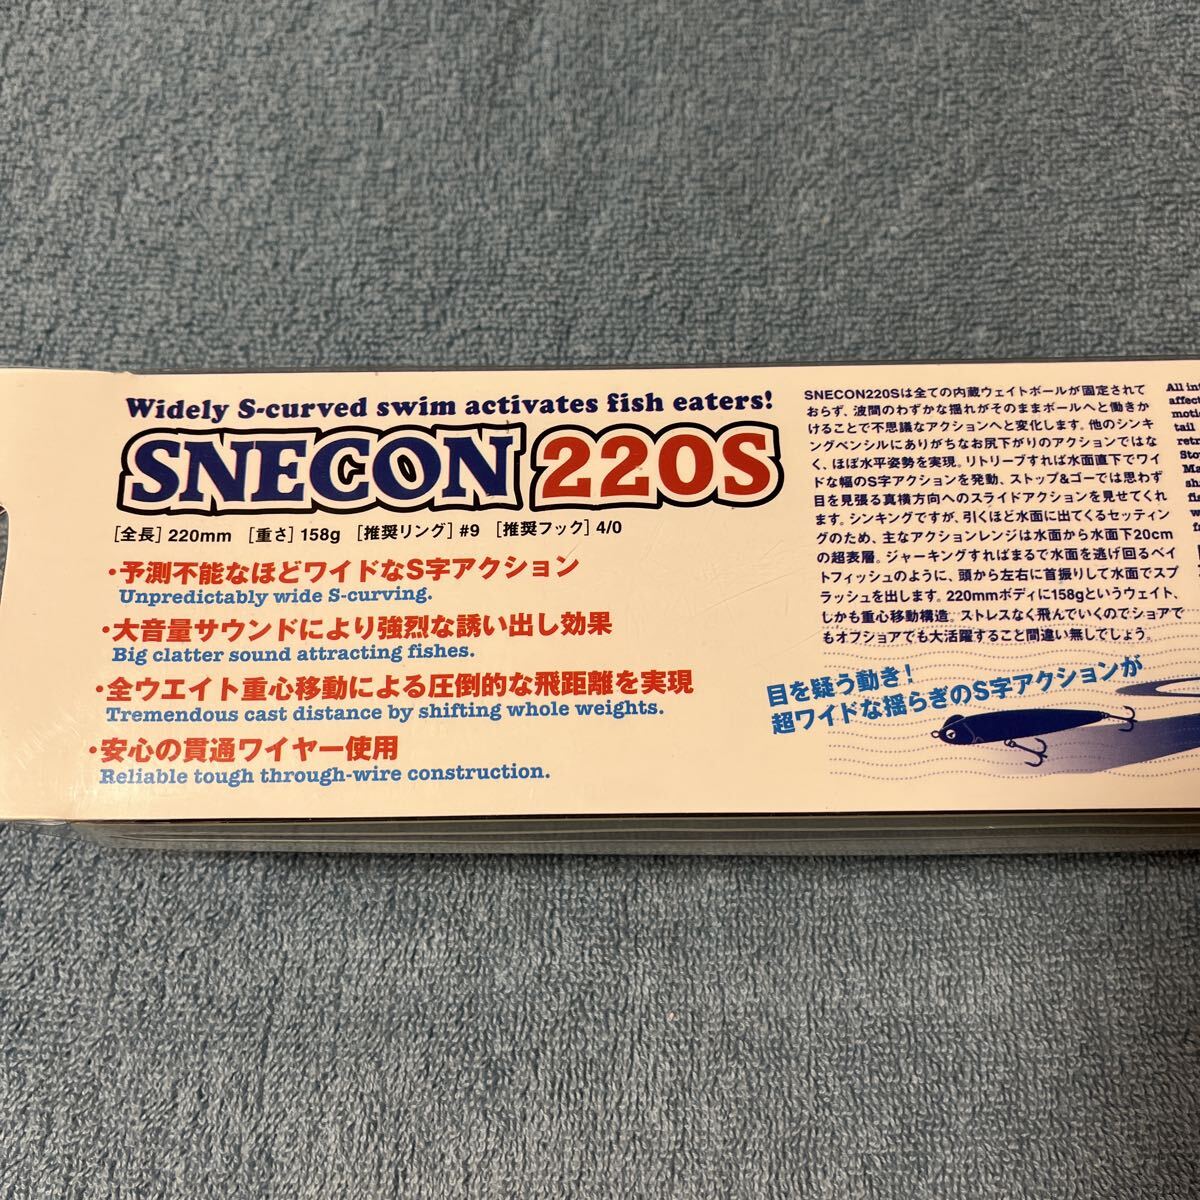 Widely S-curved swim activates fish eaters!
SNECON 220S
[全長] 220mm [重さ] 158g [推奨リング] #9 [推奨フック] 4/0
・予測不能なほどワイドなS字アクション
Unpredictably wide S-curving.
・大音量サウンドにより強烈な誘い出し効果
Big clatter sound attracting fishes.
・全ウエイト重心移動による圧倒的な飛距離を実現
Tremendous cast distance by shifting whole weights.
・安心の貫通ワイヤー使用
Reliable tough through-wire construction.
SNECON220Sは全ての内蔵ウェイトボールが固定されて
おらず、波間のわずかな揺れがそのままボールへと働きか
けることで不思議なアクションへと変化します。他のシンキ
ングペンシルにありがちなお尻下がりのアクションではな
く、ほぼ水平姿勢を実現。リトリーブすれば水面直下でワイ
ドな幅のS字アクションを発動、ストップ&ゴーでは思わず
目を見張る真横方向へのスライドアクションを見せてくれ
ます。シンキングですが、引くほど水面に出てくるセッティン
グのため、主なアクションレンジは水面から水面下20cm
の超表層。ジャーキングすればまるで水面を逃げ回るベイ
トフィッシュのように、頭から左右に首振りして水面でスプ
ラッシュを出します。220mmボディに158gというウェイト、
しかも重心移動構造。ストレスなく飛んでいくのでショアで
もオフショアでも大活躍すること間違い無しでしょう。
目を疑う動き!
超ワイドな揺らぎのS字アクションが
All int
affect
motio
tail
retr
Sto
Ma
sh
fis
w